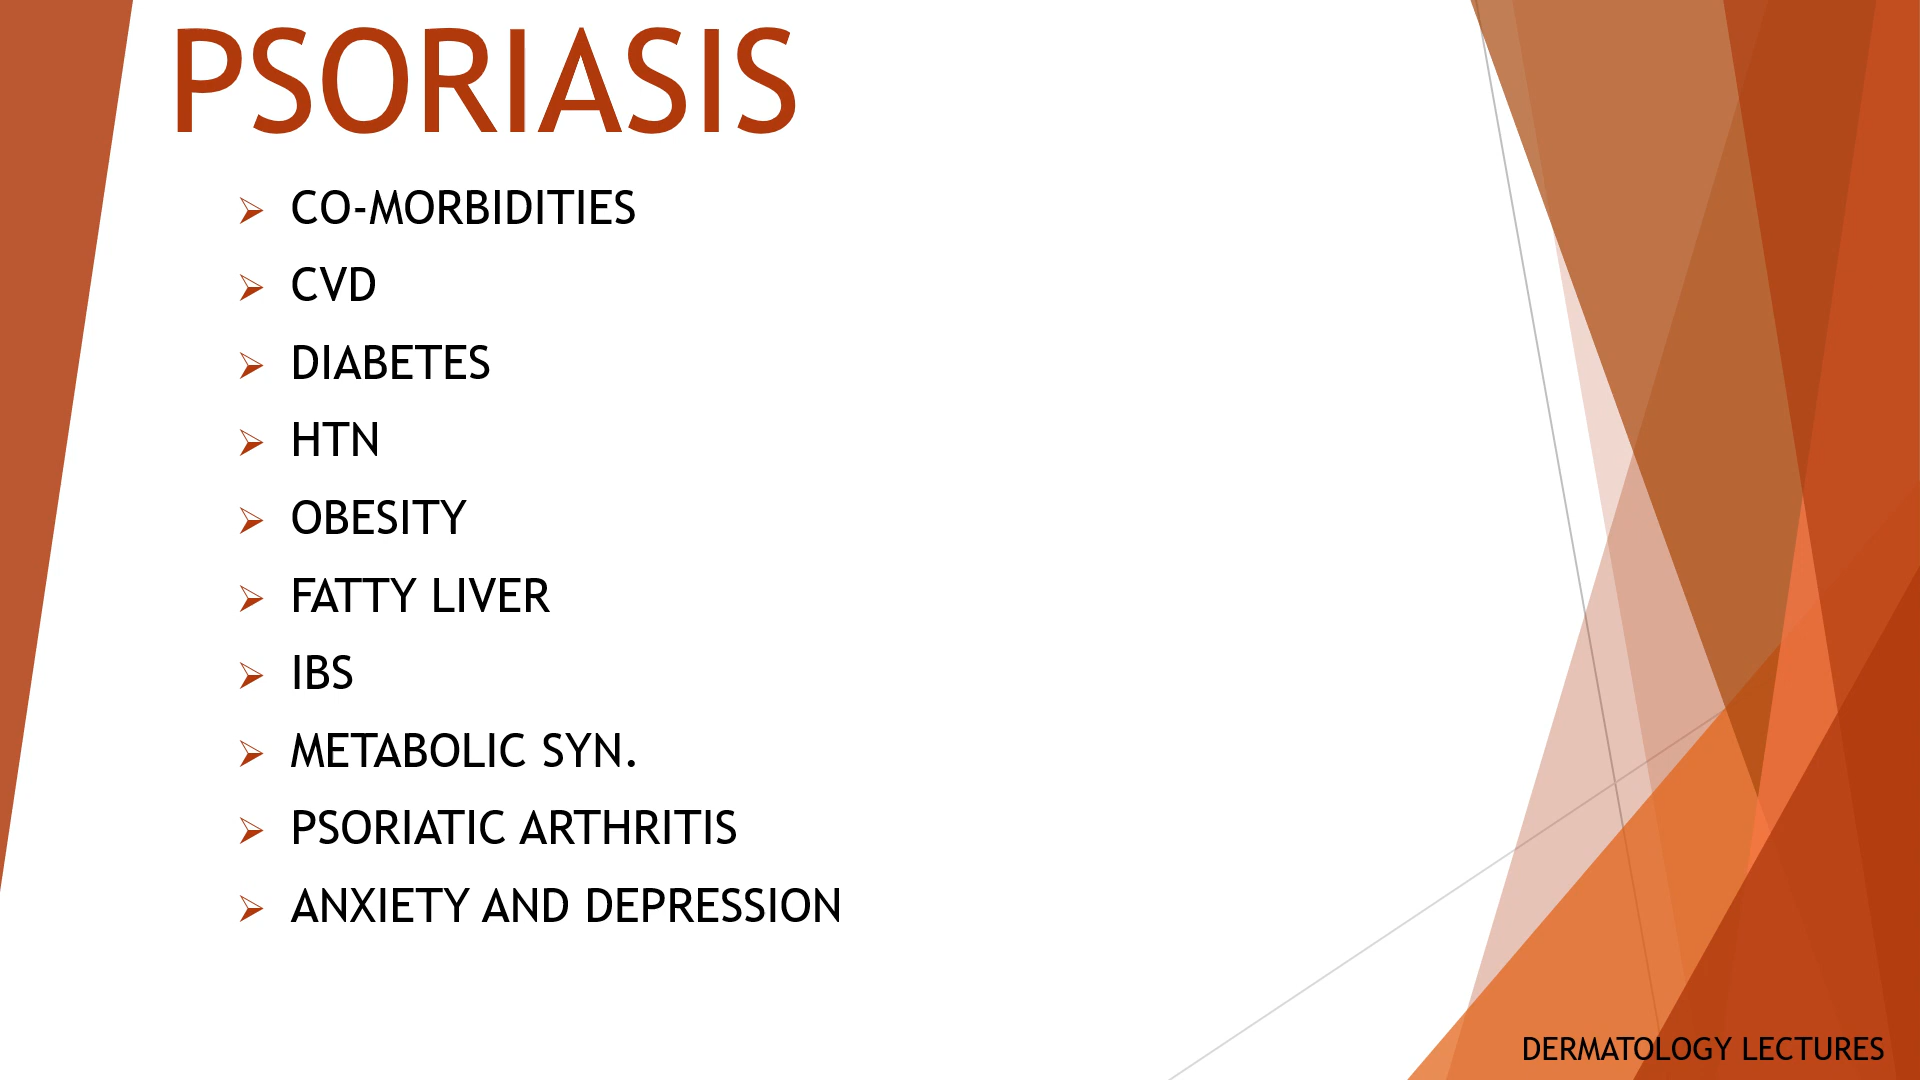 PSORIASIS
CO-MORBIDITIES
CVD
DIABETES
HTN
OBESITY
FATTY LIVER
IBS
METABOLIC SYN.
PSORIATIC ARTHRITIS
ANXIETY AND DEPRESSION
DERMATOLOGY LECTURES